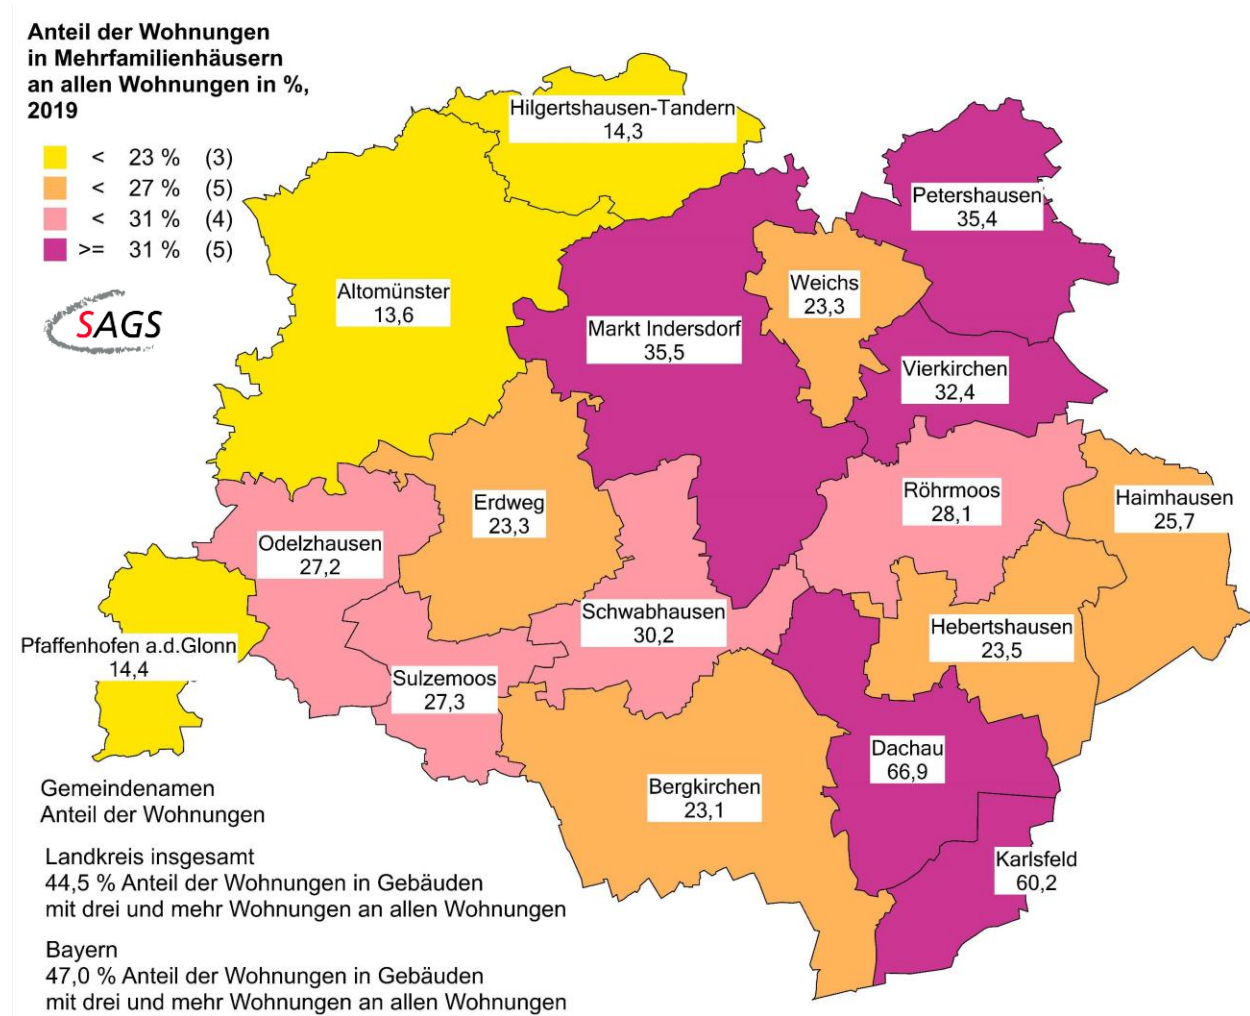 Anteil der Wohnungen
in Mehrfamilienhäusern
an allen Wohnungen in %,
2019
< 23 % (3)
< 27 % (5)
< 31 % (4)
>= 31 % (5)
SAGS
Hilgertshausen-Tandern
14,3
Petershausen
35,4
Altomünster
13,6
Weichs
23,3
Markt Indersdorf
35,5
Vierkirchen
32,4
Röhrmoos
28,1
Haimhausen
25,7
Erdweg
23,3
Odelzhausen
27,2
Schwabhausen
30,2
Hebertshausen
23,5
Pfaffenhofen a.d.Glonn
14,4
Sulzemoos
27,3
Dachau
66,9
Bergkirchen
23,1
Karlsfeld
60,2
Gemeindenamen
Anteil der Wohnungen
Landkreis insgesamt
44,5 % Anteil der Wohnungen in Gebäuden
mit drei und mehr Wohnungen an allen Wohnungen
Bayern
47,0 % Anteil der Wohnungen in Gebäuden
mit drei und mehr Wohnungen an allen Wohnungen